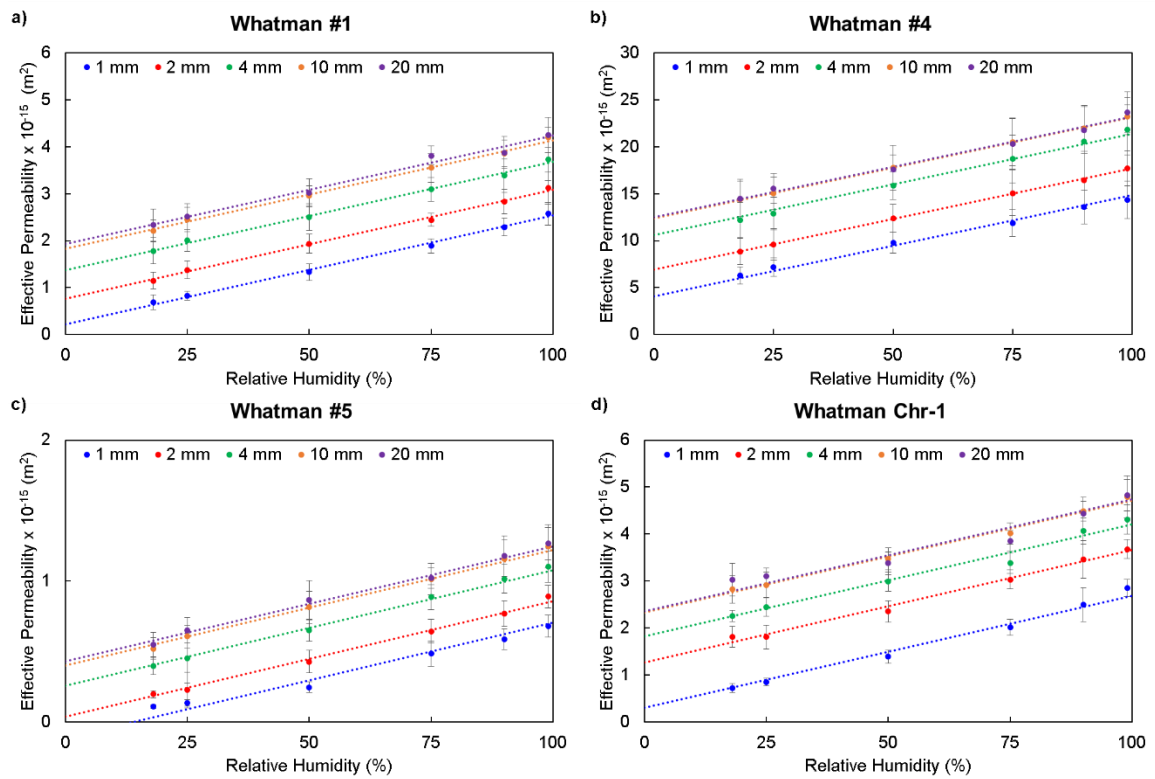 a)
Whatman #1
1 mm 2 mm 4 mm 10 mm 20 mm
Effective Permeability x 10⁻¹⁵ (m²)
6
5
4
3
2
1
0
0 25 50 75 100
Relative Humidity (%)
b)
Whatman #4
1 mm 2 mm 4 mm 10 mm 20 mm
Effective Permeability x 10⁻¹⁵ (m²)
30
25
20
15
10
5
0
0 25 50 75 100
Relative Humidity (%)
c)
Whatman #5
1 mm 2 mm 4 mm 10 mm 20 mm
Effective Permeability x 10⁻¹⁵ (m²)
2
1
0
0 25 50 75 100
Relative Humidity (%)
d)
Whatman Chr-1
1 mm 2 mm 4 mm 10 mm 20 mm
Effective Permeability x 10⁻¹⁵ (m²)
6
5
4
3
2
1
0
0 25 50 75 100
Relative Humidity (%)